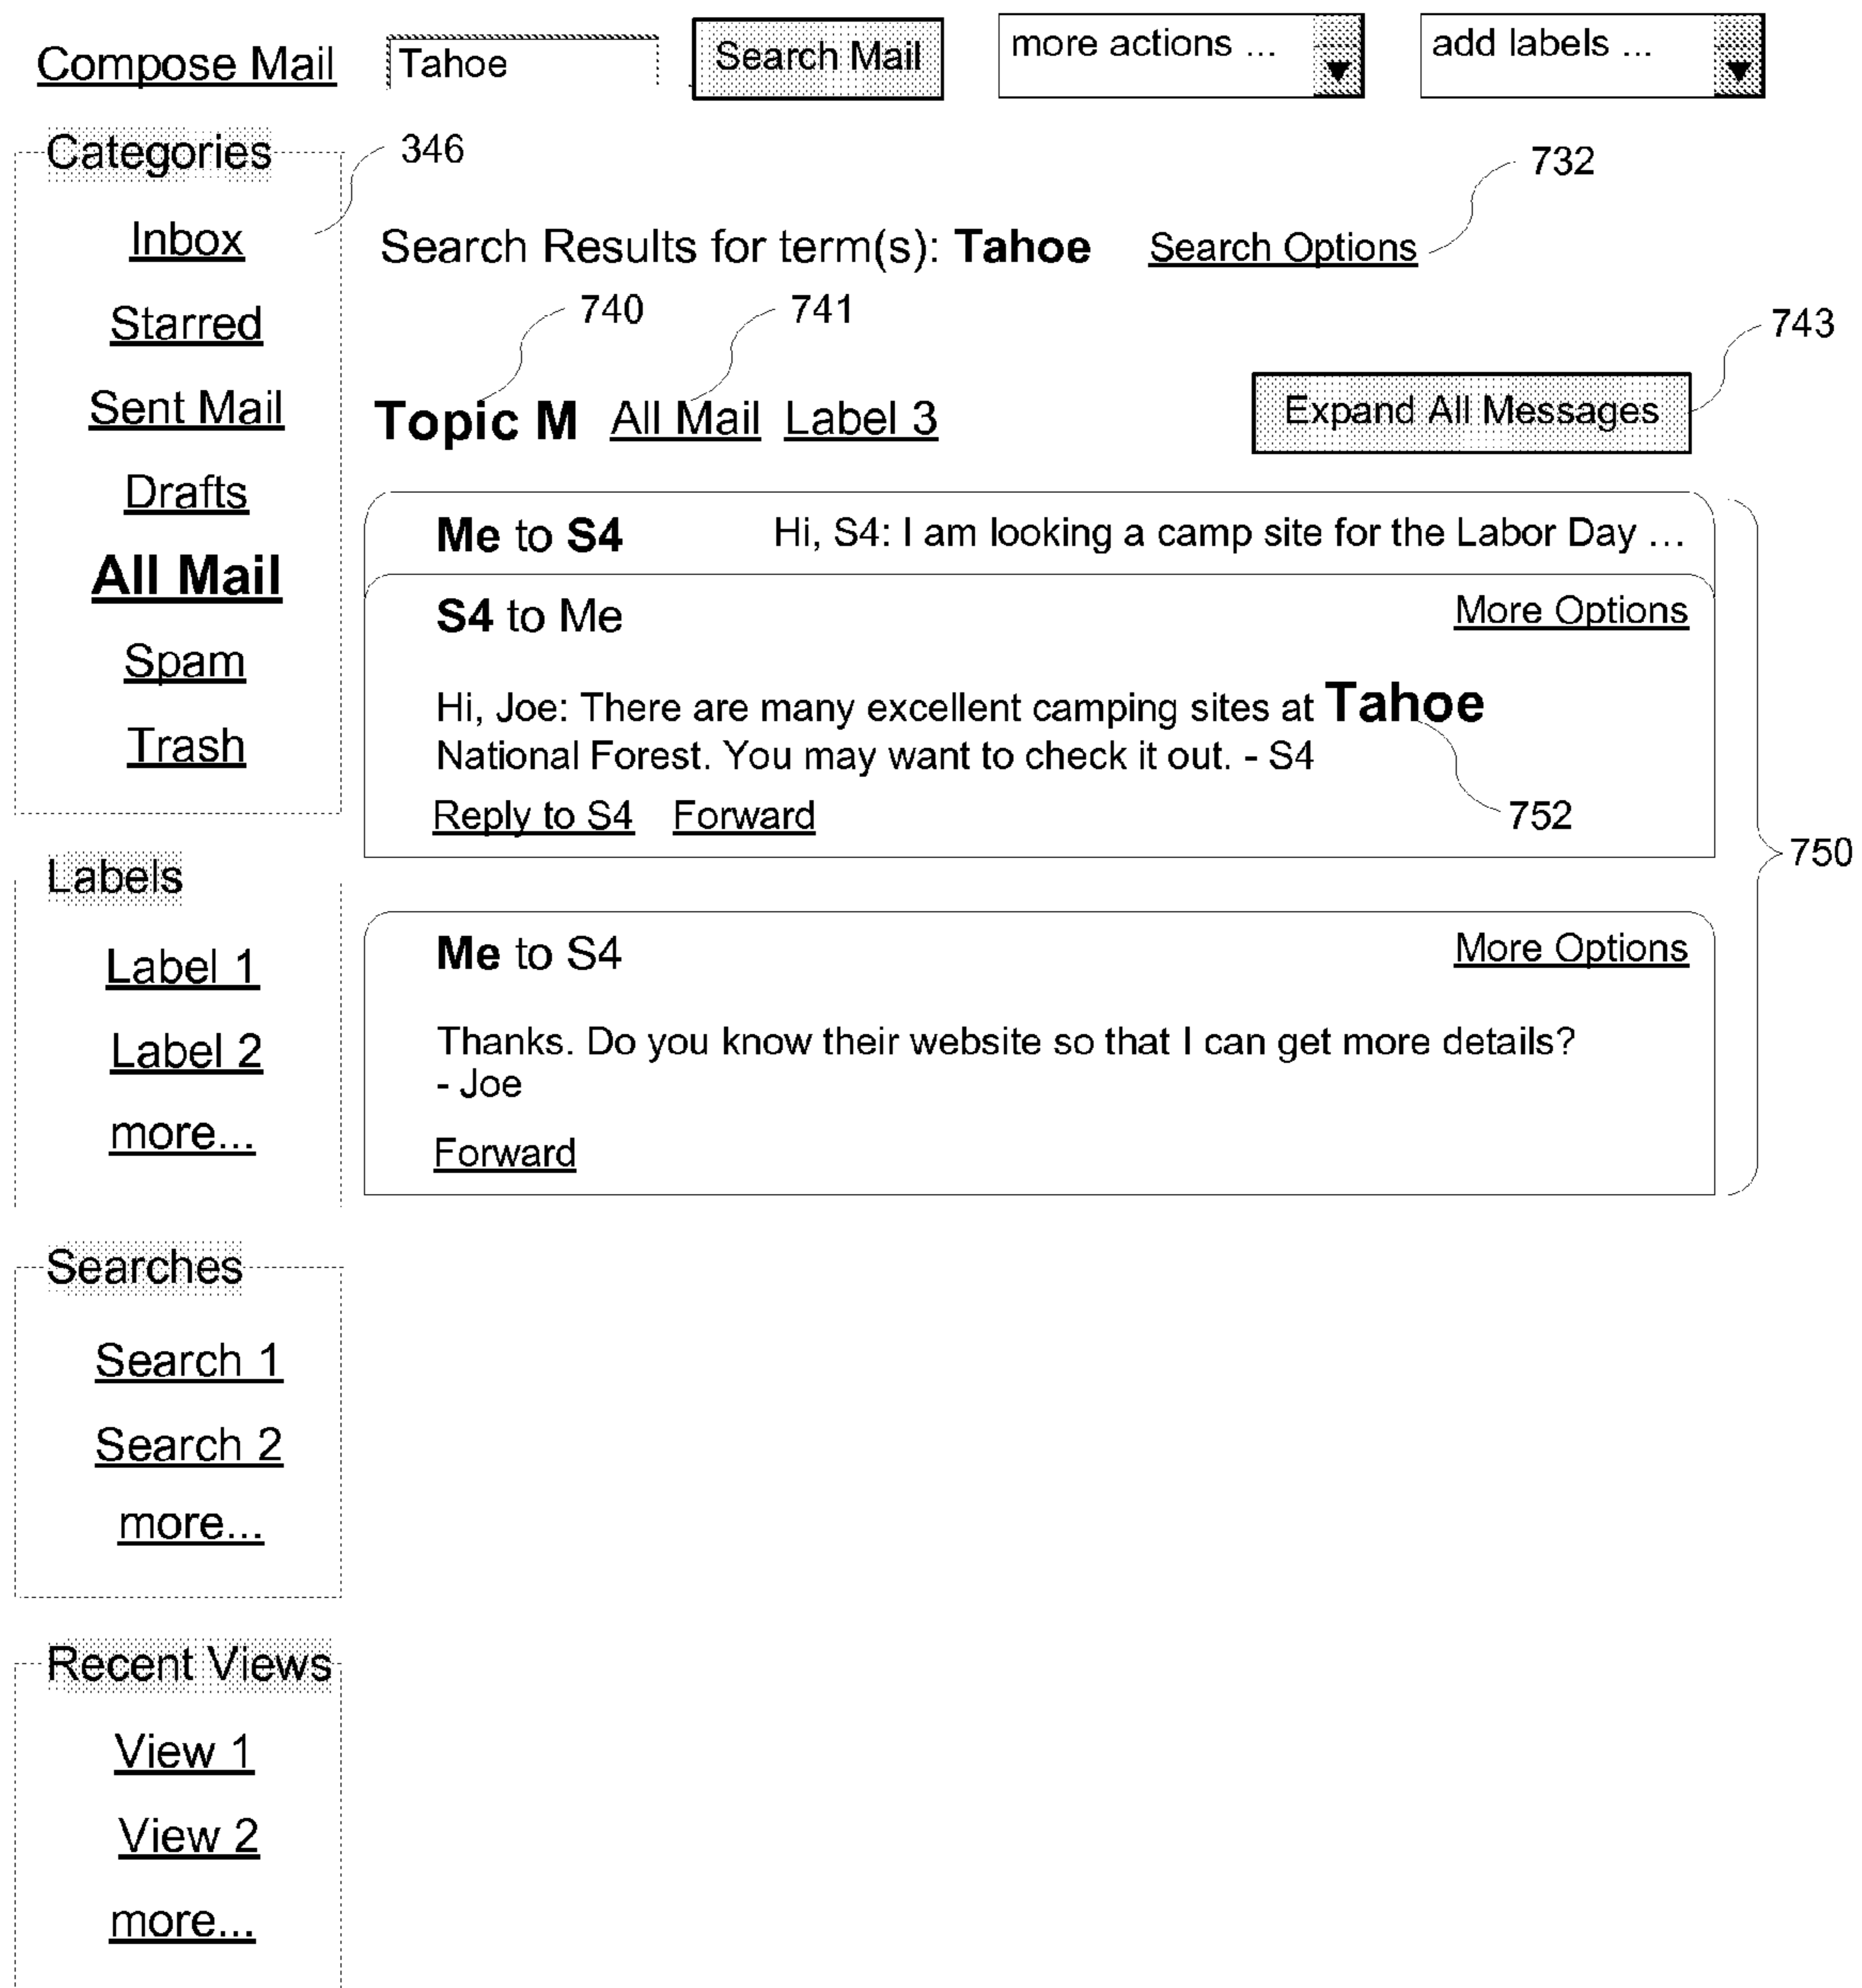 Compose Mail Tahoe Search Mail more actions ... add labels ...
Categories
Inbox
Starred
Sent Mail
Drafts
All Mail
Spam
Trash
346
732
Search Results for term(s): Tahoe Search Options
740 741
743
Topic M All Mail Label 3 Expand All Messages
Me to S4 Hi, S4: I am looking a camp site for the Labor Day ...
S4 to Me More Options
Hi, Joe: There are many excellent camping sites at Tahoe
National Forest. You may want to check it out. - S4
Reply to S4 Forward
752
750
Me to S4 More Options
Thanks. Do you know their website so that I can get more details?
- Joe
Forward
Labels
Label 1
Label 2
more...
Searches
Search 1
Search 2
more...
Recent Views
View 1
View 2
more...